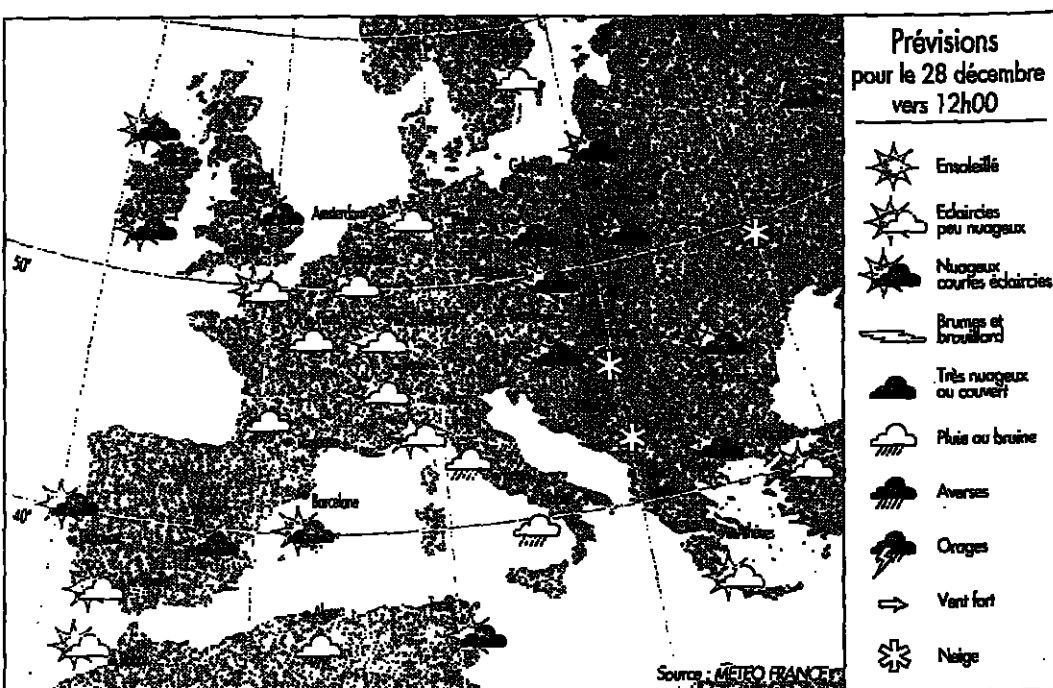 Amsterdam
50°
Barcelone
40°
Alger
Source : METEO FRANCE
Prévisions
pour le 28 décembre
vers 12h00
Ensoleillé
Eclaircies
peu nuageux
Nuageux
courtes éclaircies
Brumes et
brouillard
Très nuageux
ou couvert
Pluie ou bruine
Averses
Orages
Vent fort
Neige